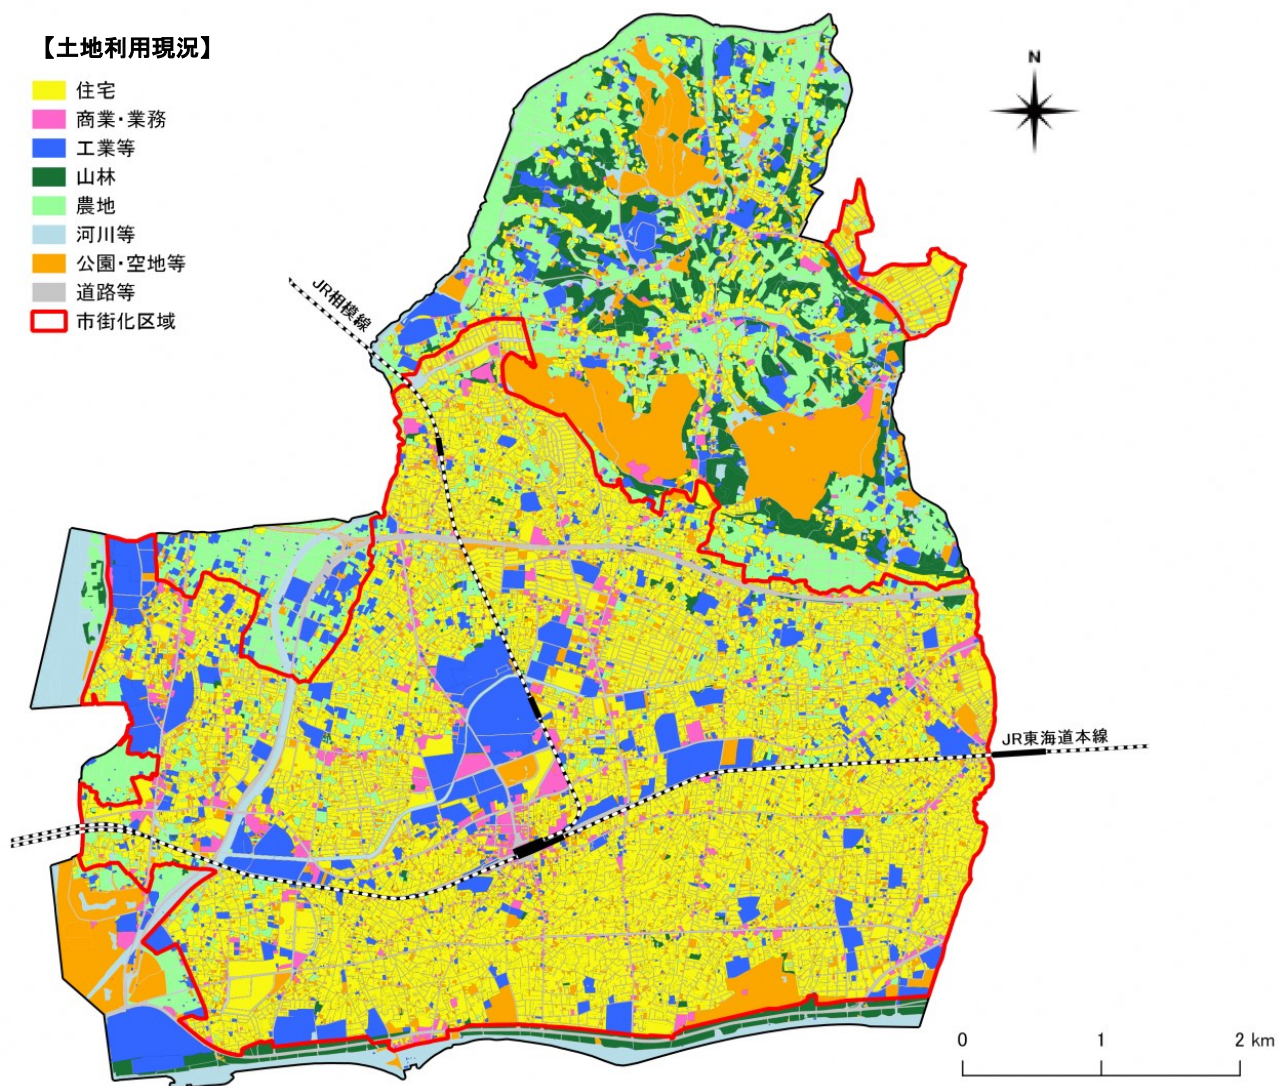 【土地利用現況】
住宅
商業・業務
工業等
山林
農地
河川等
公園・空地等
道路等
市街化区域
N
JR相模線
JR東海道本線
0 1 2 km